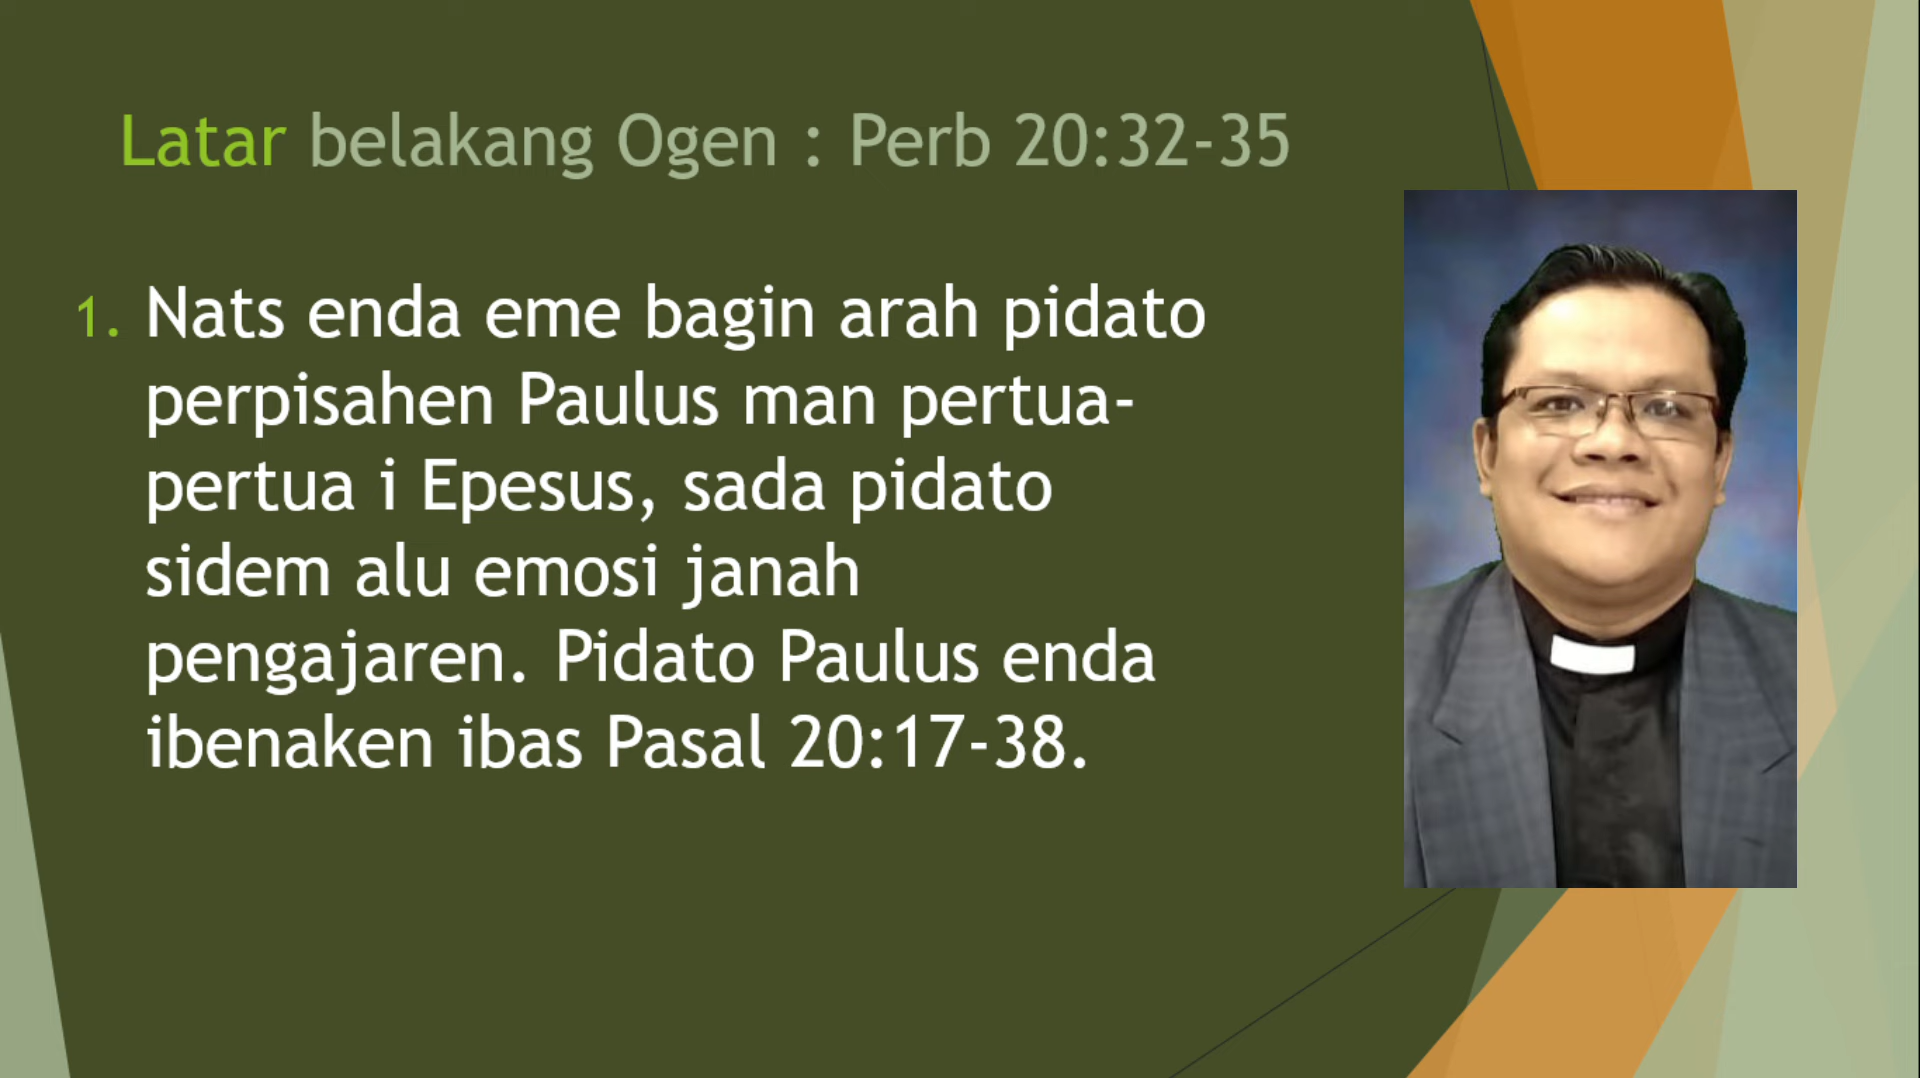 Latar belakang Ogen : Perb 20:32-35
1. Nats enda eme bagin arah pidato
perpisahen Paulus man pertua-
pertua i Epesus, sada pidato
sidem alu emosi janah
pengajaren. Pidato Paulus enda
ibenaken ibas Pasal 20:17-38.